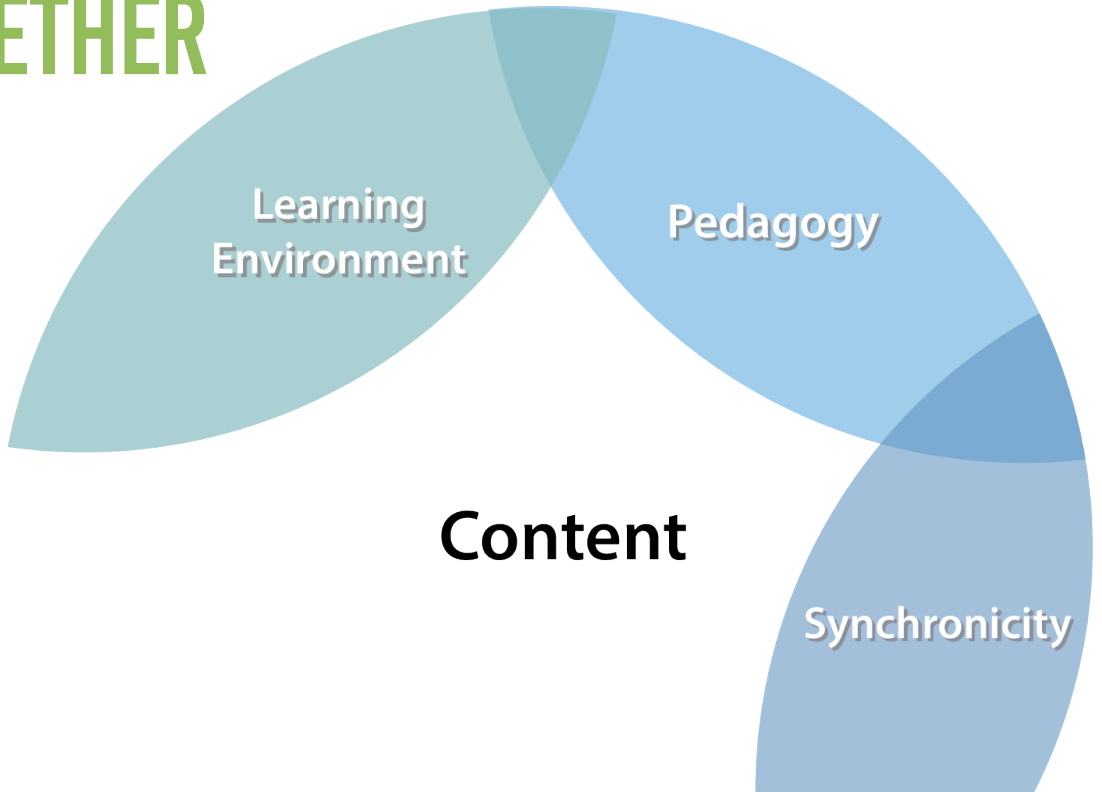 ETHER
Learning
Environment
Pedagogy
Content
Synchronicity